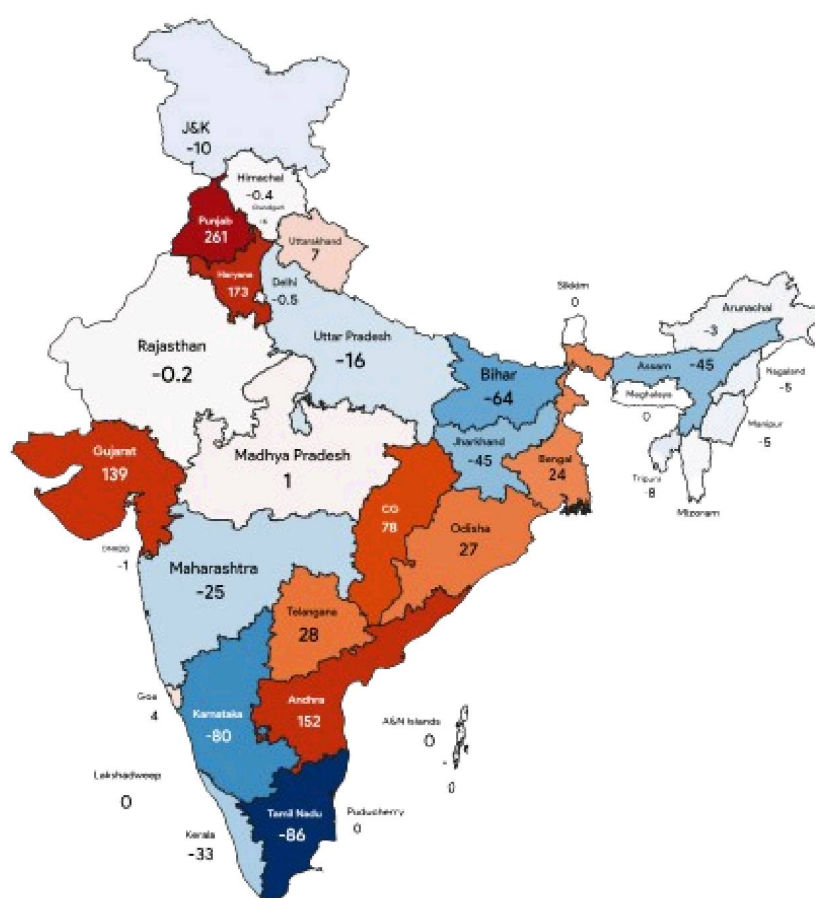 J&K
-10
Himachal
-0.4
Chandigarh
Punjab
261
Uttarakhand
7
Haryana
173
Delhi
-0.5
Sikkim
0
Arunachal
-3
Rajasthan
-0.2
Uttar Pradesh
-16
Bihar
-64
Assam
-45
Nagaland
-5
Meghalaya
0
Manipur
-5
Gujarat
139
Madhya Pradesh
1
Jharkhand
-45
Bengal
24
Tripura
-8
Mizoram
CG
78
Odisha
27
-1
Maharashtra
-25
Telangana
28
Goa
4
Karnataka
-80
Andhra
152
A&N Islands
0
-
0
Lakshadweep
0
Tamil Nadu
-86
Puducherry
0
Kerala
-33